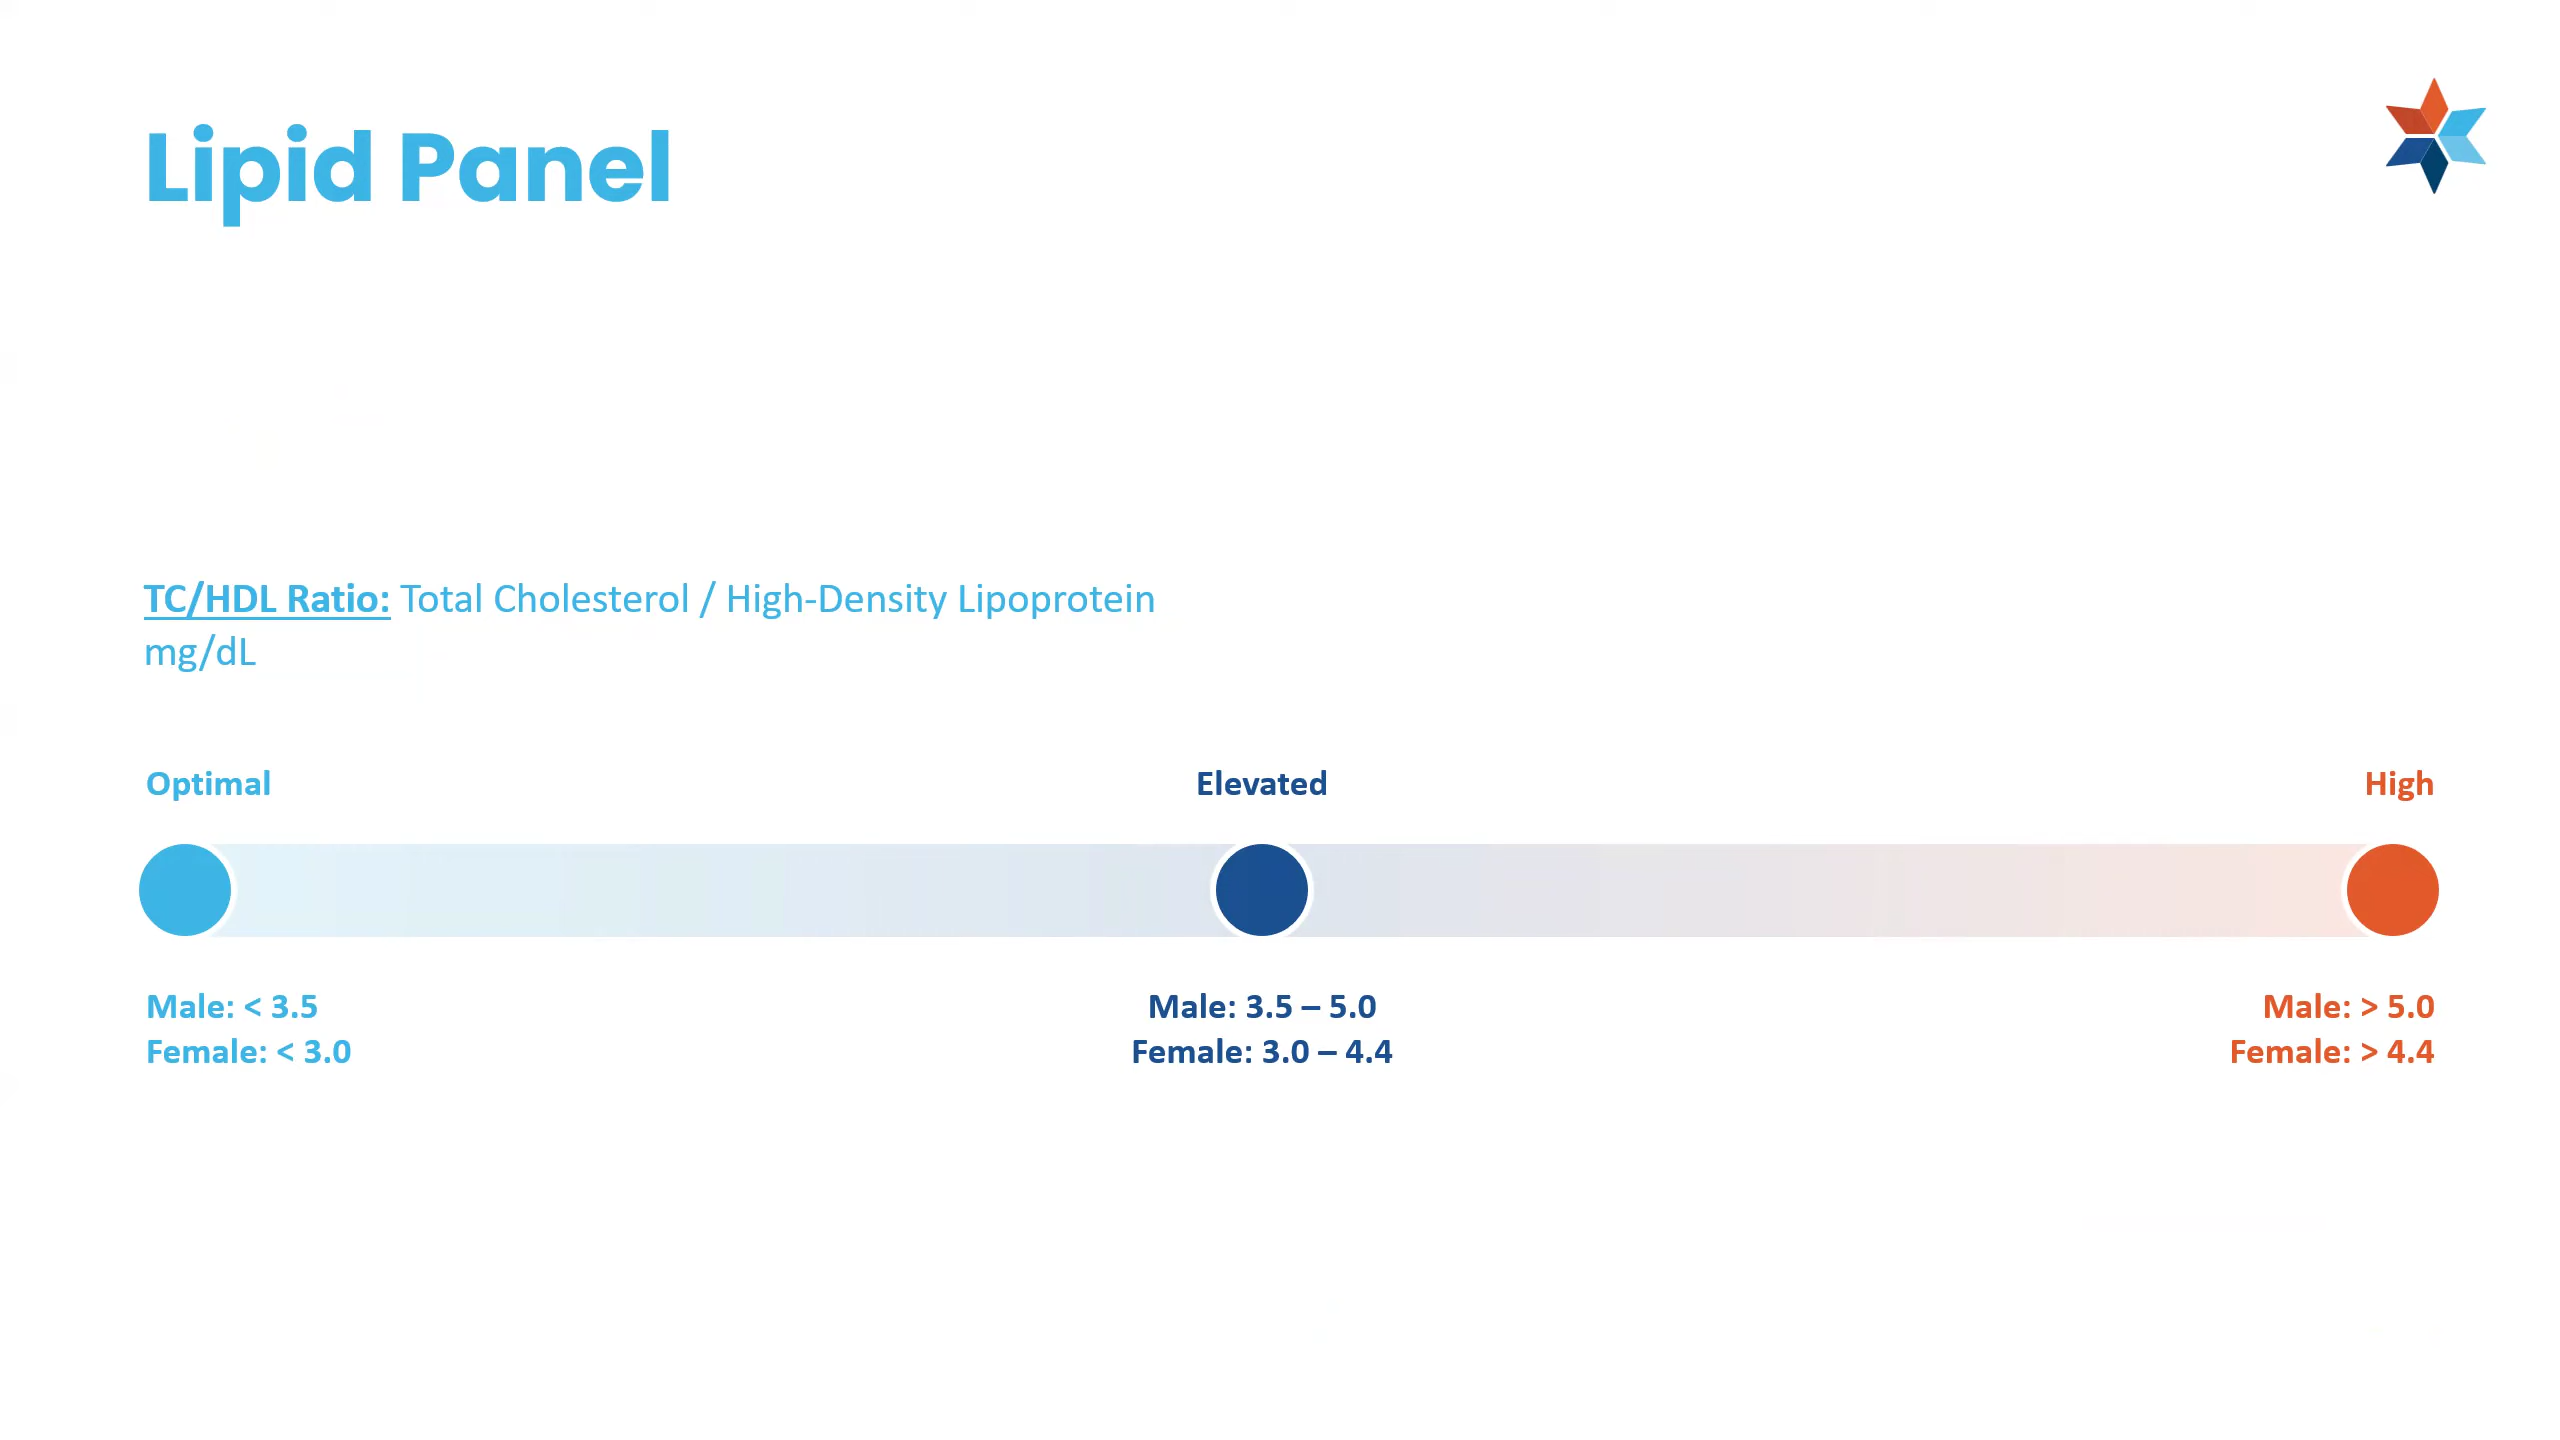 Lipid Panel
TC/HDL Ratio: Total Cholesterol / High-Density Lipoprotein
mg/dL
Optimal
Elevated
High
Male: < 3.5
Female: < 3.0
Male: 3.5 – 5.0
Female: 3.0 – 4.4
Male: > 5.0
Female: > 4.4